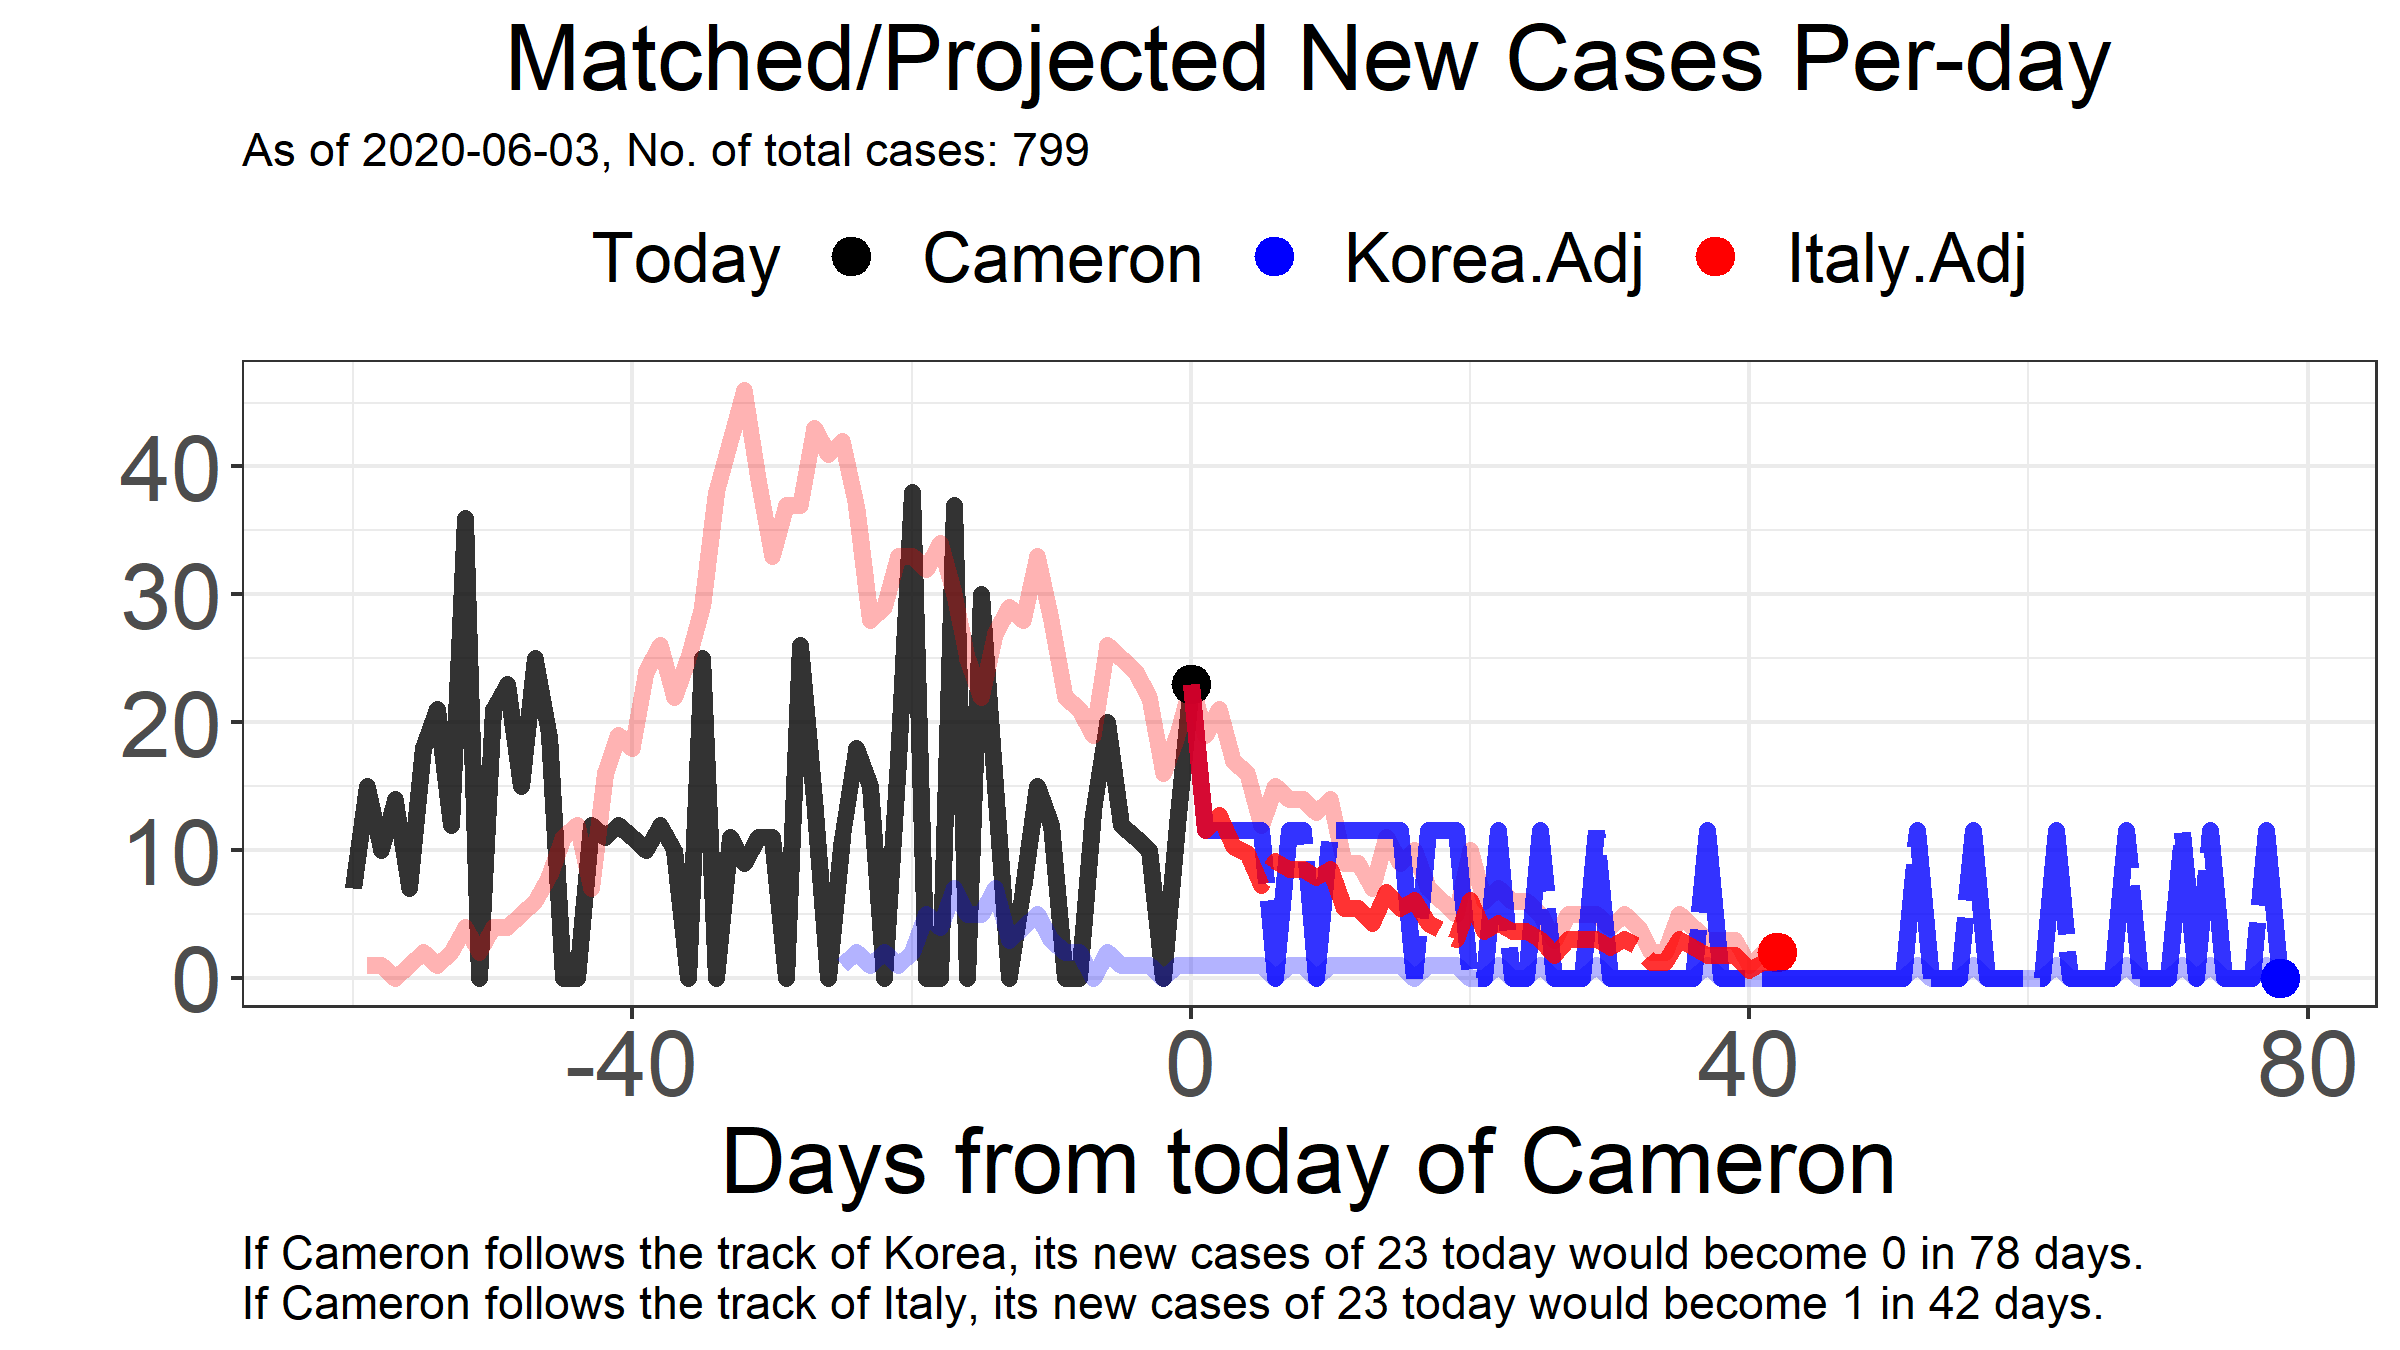 Matched/Projected New Cases Per-day
As of 2020-06-03, No. of total cases: 799
Today Cameron Korea.Adj Italy.Adj
40
30
20
10
0
-40 0 40 80
Days from today of Cameron
If Cameron follows the track of Korea, its new cases of 23 today would become 0 in 78 days.
If Cameron follows the track of Italy, its new cases of 23 today would become 1 in 42 days.